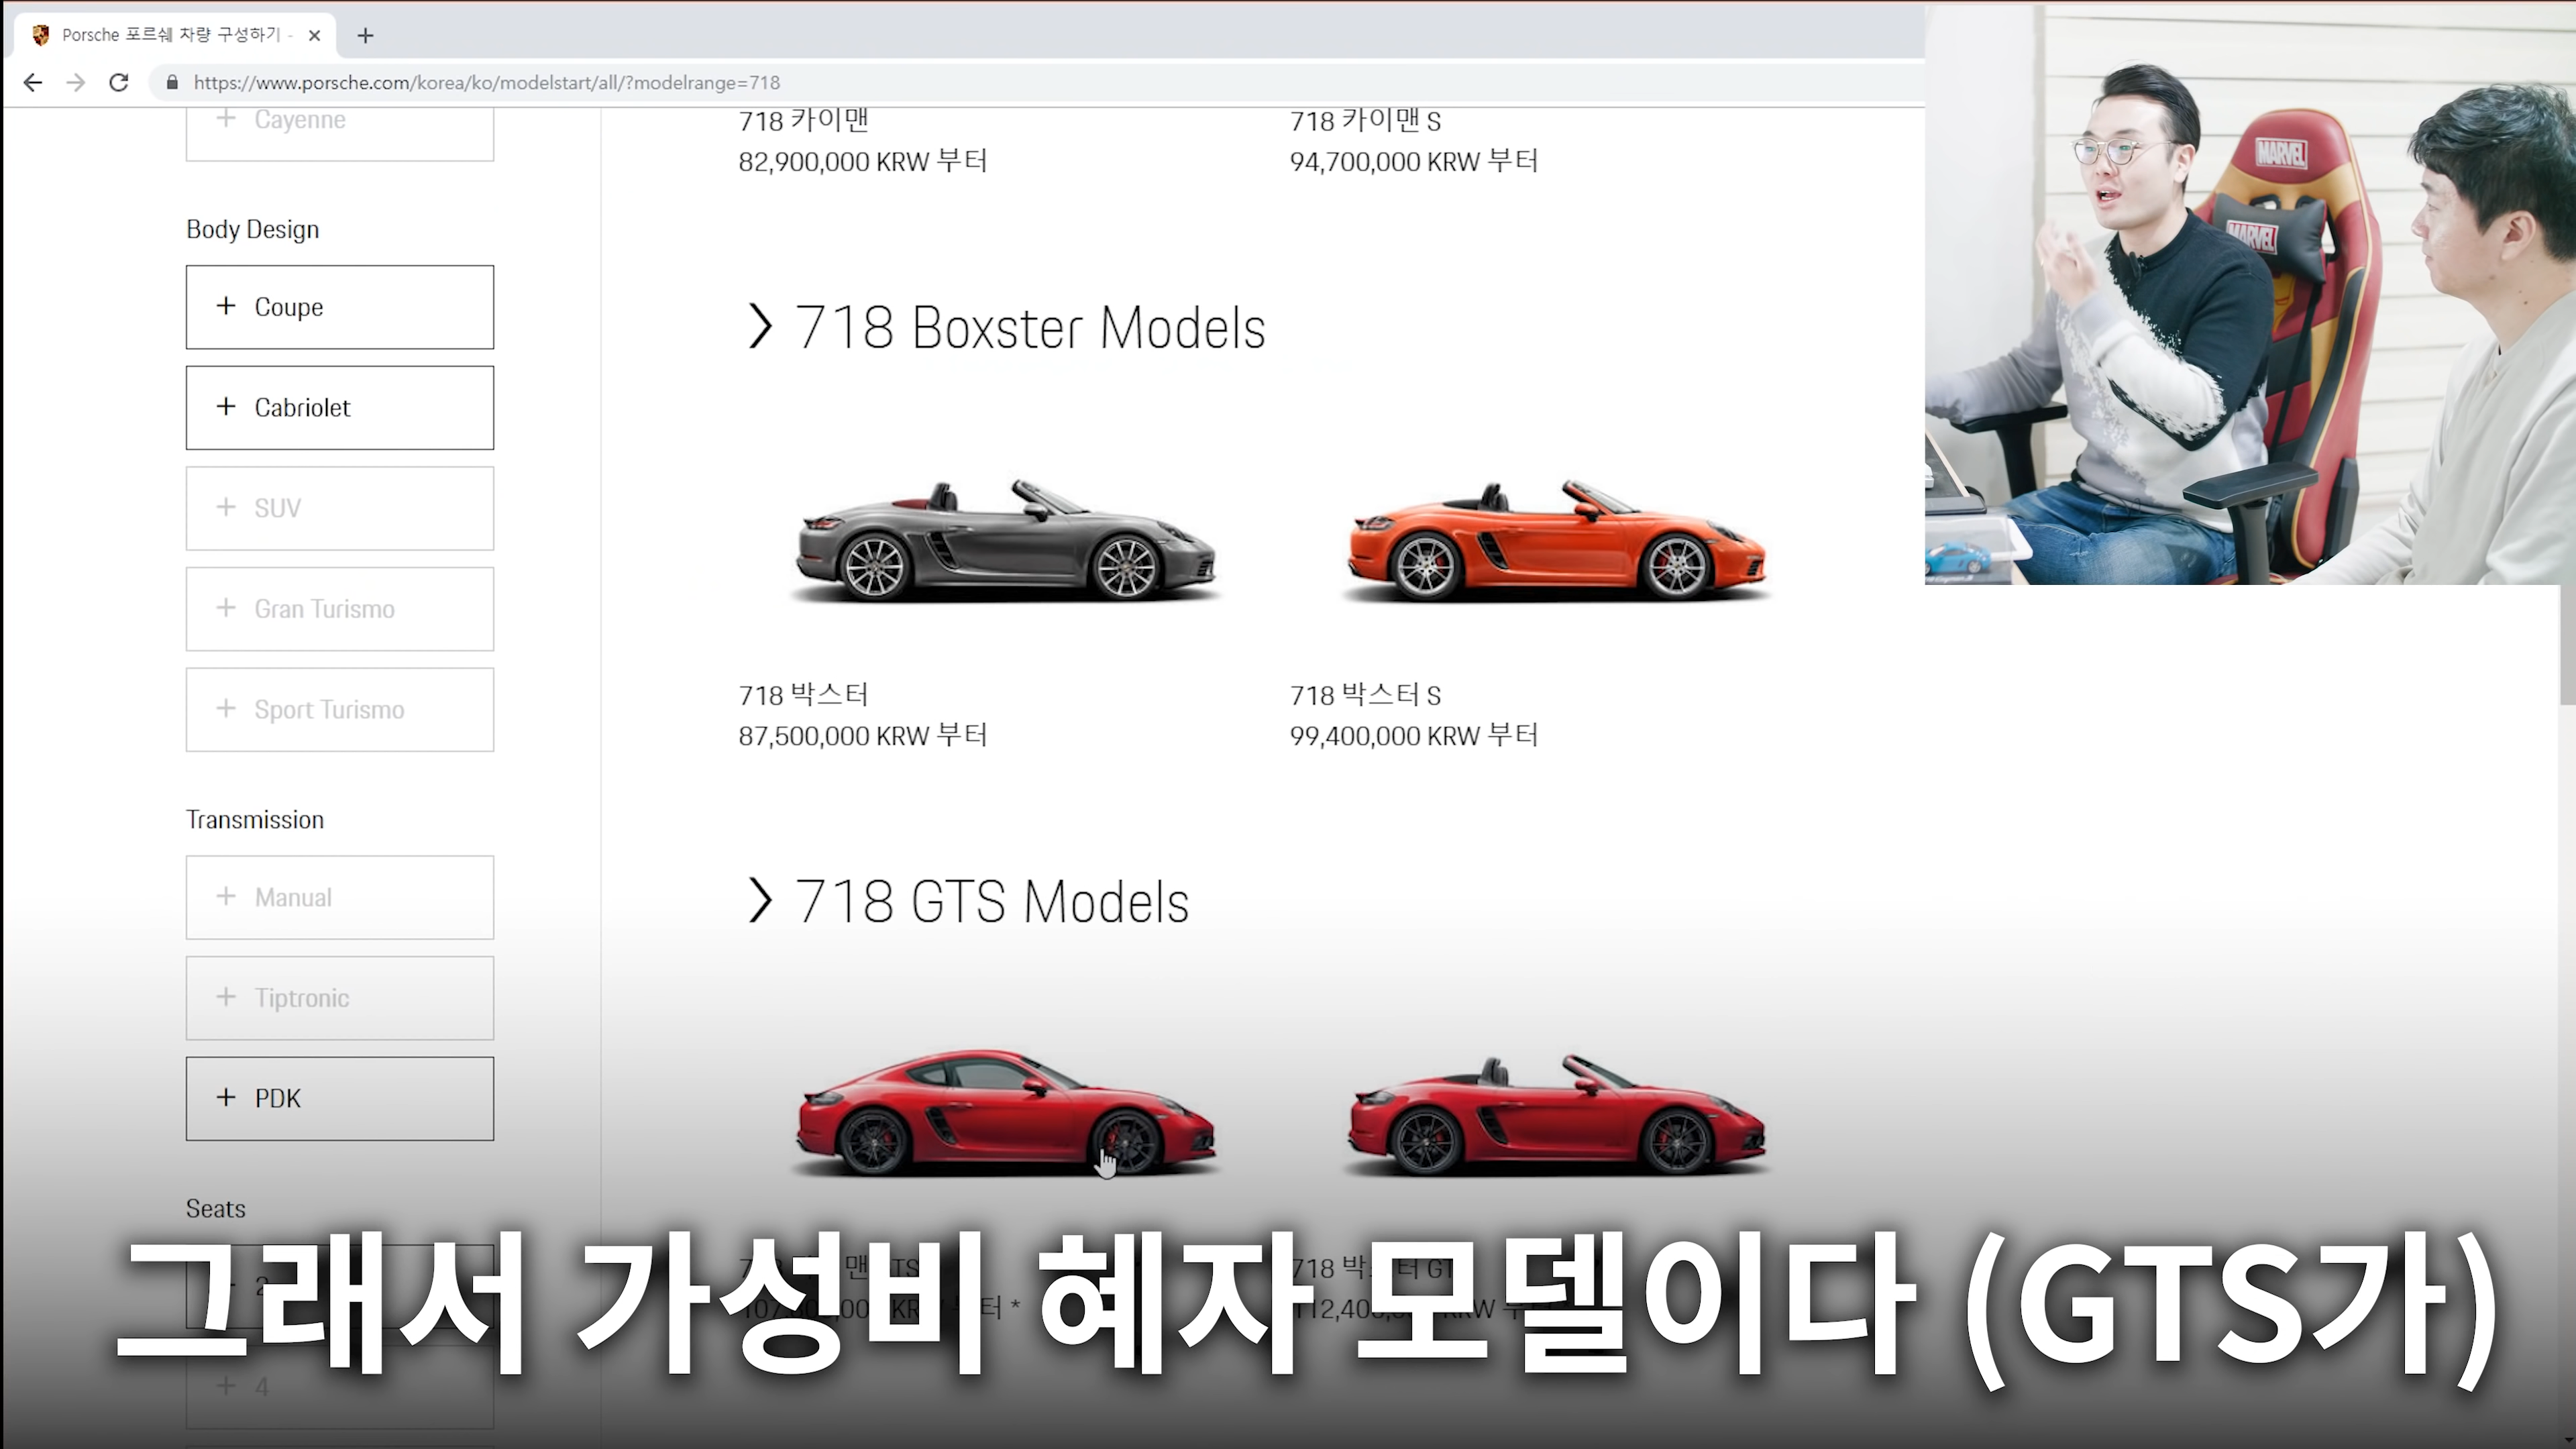 Porsche 포르쉐 차량 구성하기 -
https://www.porsche.com/korea/ko/modelstart/all/?modelrange=718
+ Cayenne
718 카이맨
82,900,000 KRW 부터
718 카이맨 S
94,700,000 KRW 부터
MARVEL
MARVEL
Body Design
+ Coupe
+ Cabriolet
+ SUV
+ Gran Turismo
+ Sport Turismo
718 Boxster Models
718 박스터
87,500,000 KRW 부터
718 박스터 S
99,400,000 KRW 부터
Transmission
+ Manual
+ Tiptronic
+ PDK
718 GTS Models
Seats
+ 4
그래서 가성비 혜자 모델이다 (GTS가)